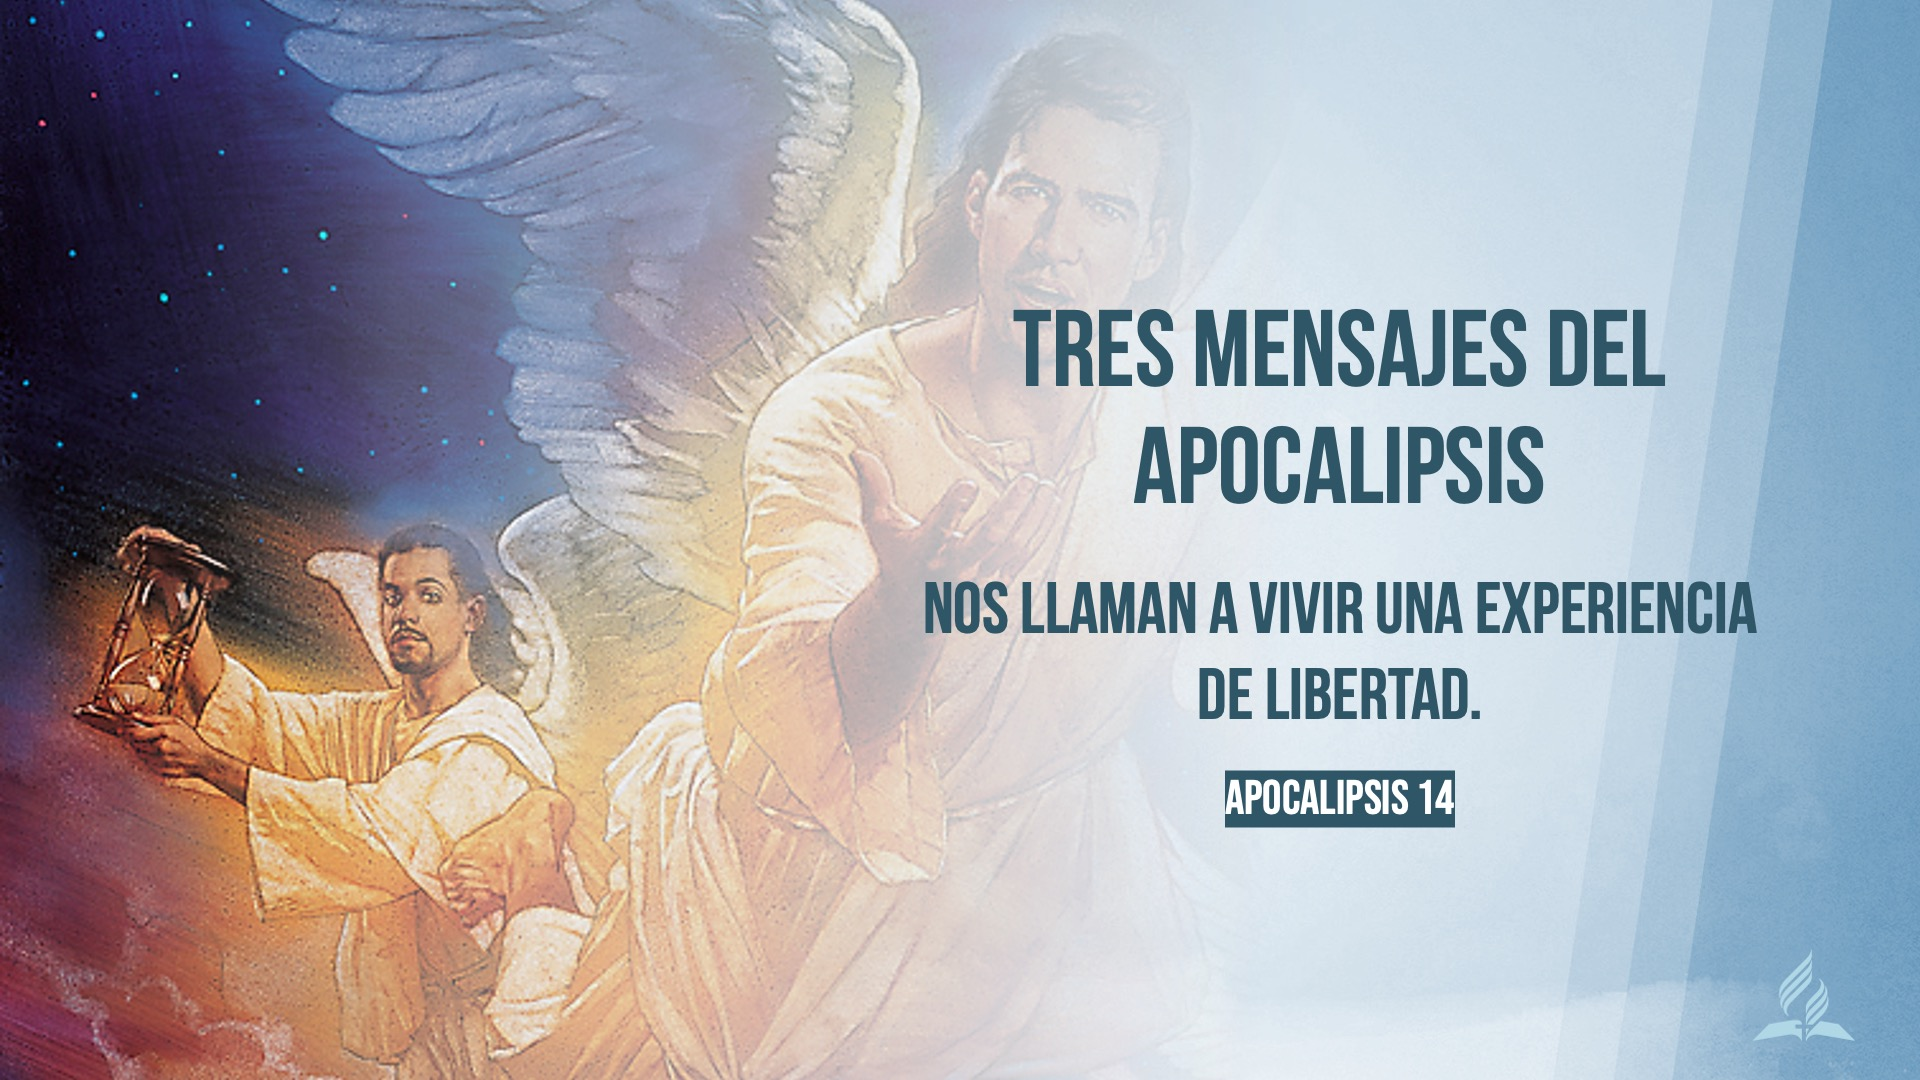 TRES MENSAJES DEL
APOCALIPSIS
NOS LLAMAN A VIVIR UNA EXPERIENCIA
DE LIBERTAD.
APOCALIPSIS 14